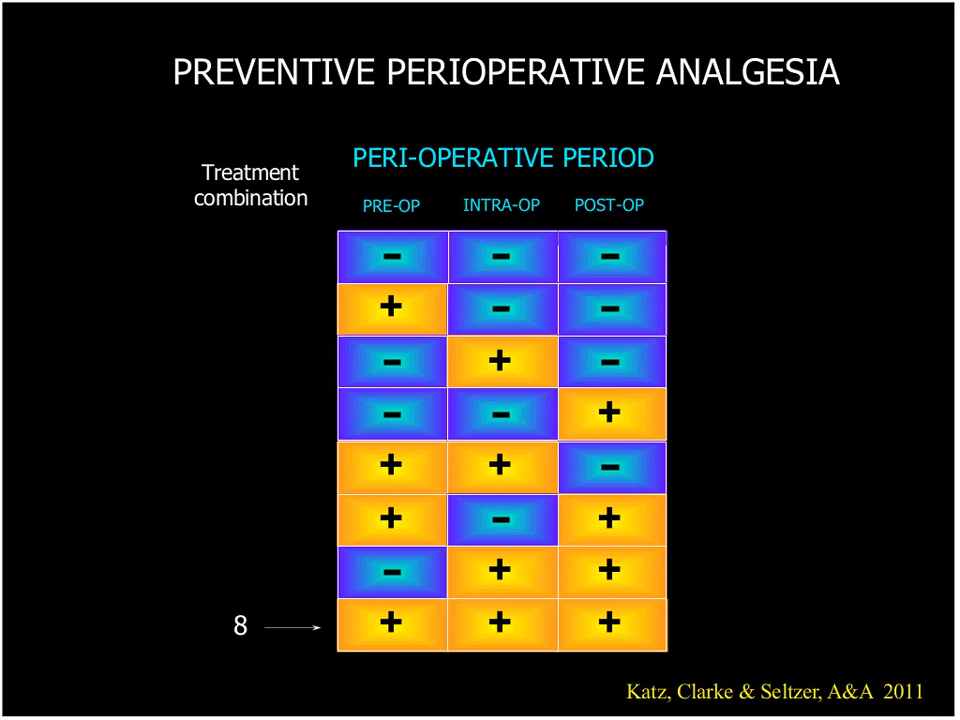 PREVENTIVE PERIOPERATIVE ANALGESIA
PERI-OPERATIVE PERIOD
Treatment
combination
PRE-OP INTRA-OP POST-OP
- - -
+ - -
- + -
- - +
+ + -
+ - +
- + +
8 + + +
Katz, Clarke & Seltzer, A&A 2011